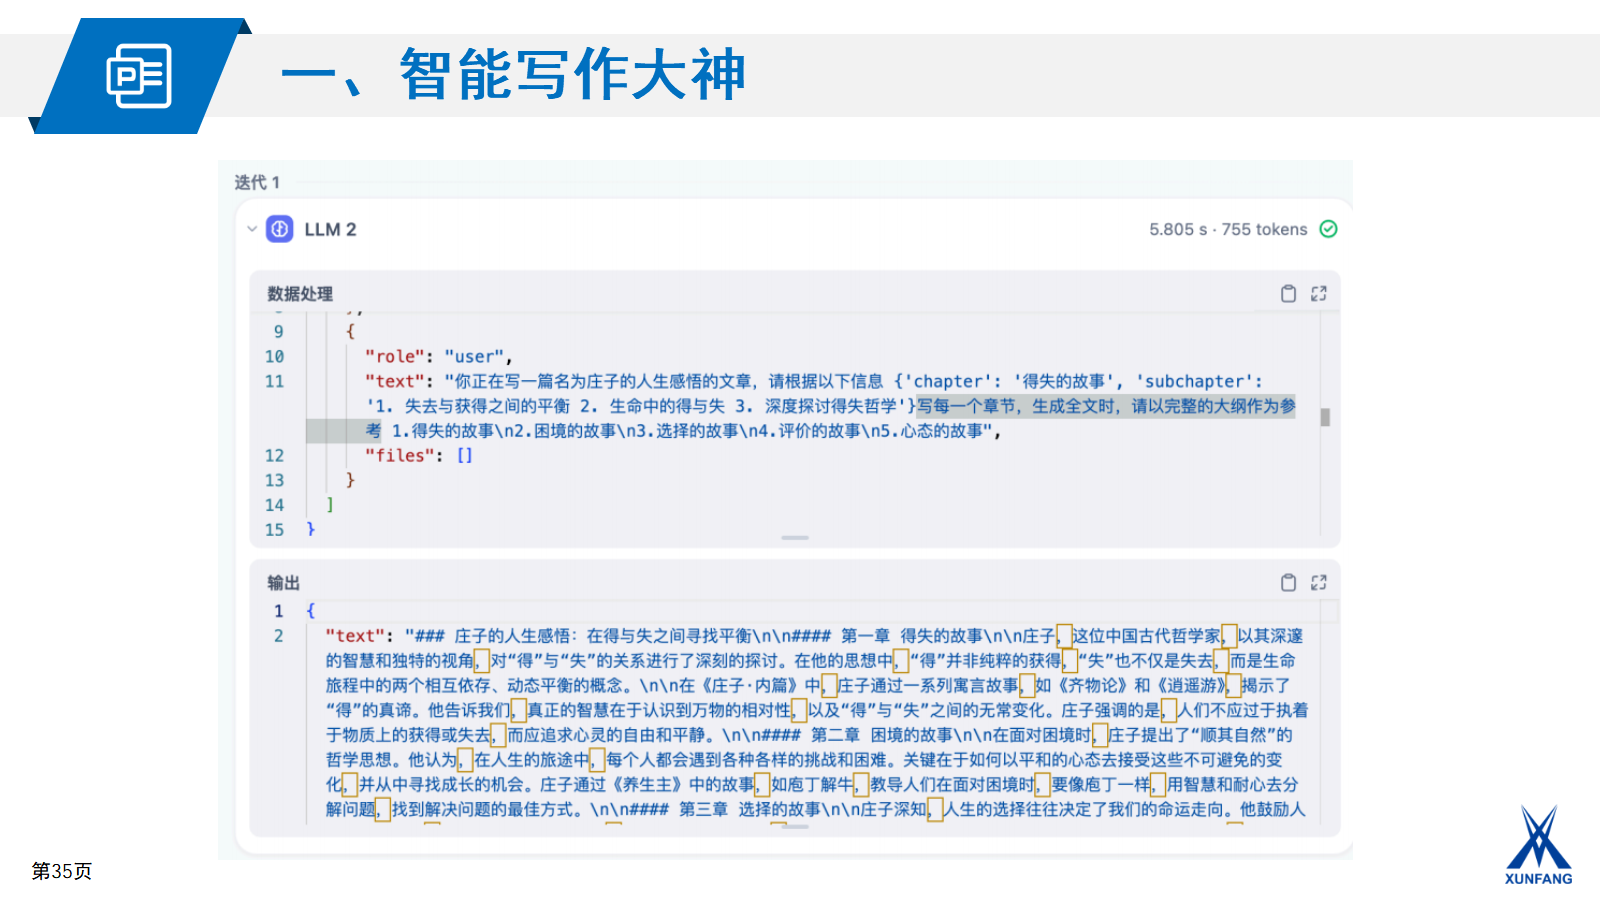 一、智能写作大神
迭代 1
LLM 2
5.805 s · 755 tokens
数据处理
9 {
10 "role": "user",
11 "text": "你正在写一篇名为庄子的人生感悟的文章，请根据以下信息 {'chapter': '得失的故事', 'subchapter':
'1. 失去与获得之间的平衡 2. 生命中的得与失 3. 深度探讨得失哲学'}写每一个章节，生成全文时，请以完整的大纲作为参
考 1.得失的故事\n2.困境的故事\n3.选择的故事\n4.评价的故事\n5.心态的故事",
12 "files": []
13 }
14 ]
15 }
输出
1 {
2 "text": "### 庄子的人生感悟：在得与失之间寻找平衡\n\n#### 第一章 得失的故事\n\n庄子，这位中国古代哲学家，以其深邃
的智慧和独特的视角，对“得”与“失”的关系进行了深刻的探讨。在他的思想中，“得”并非纯粹的获得，“失”也不仅是失去，而是生命
旅程中的两个相互依存、动态平衡的概念。\n\n在《庄子·内篇》中，庄子通过一系列寓言故事，如《齐物论》和《逍遥游》，揭示了
“得”的真谛。他告诉我们，真正的智慧在于认识到万物的相对性，以及“得”与“失”之间的无常变化。庄子强调的是，人们不应过于执着
于物质上的获得或失去，而应追求心灵的自由和平静。\n\n#### 第二章 困境的故事\n\n在面对困境时，庄子提出了“顺其自然”的
哲学思想。他认为，在人生的旅途中，每个人都会遇到各种各样的挑战和困难。关键在于如何以平和的心态去接受这些不可避免的变
化，并从中寻找成长的机会。庄子通过《养生主》中的故事，如庖丁解牛，教导人们在面对困境时，要像庖丁一样，用智慧和耐心去分
解问题，找到解决问题的最佳方式。\n\n#### 第三章 选择的故事\n\n庄子深知，人生的选择往往决定了我们的命运走向。他鼓励人
第35页
XUNFANG